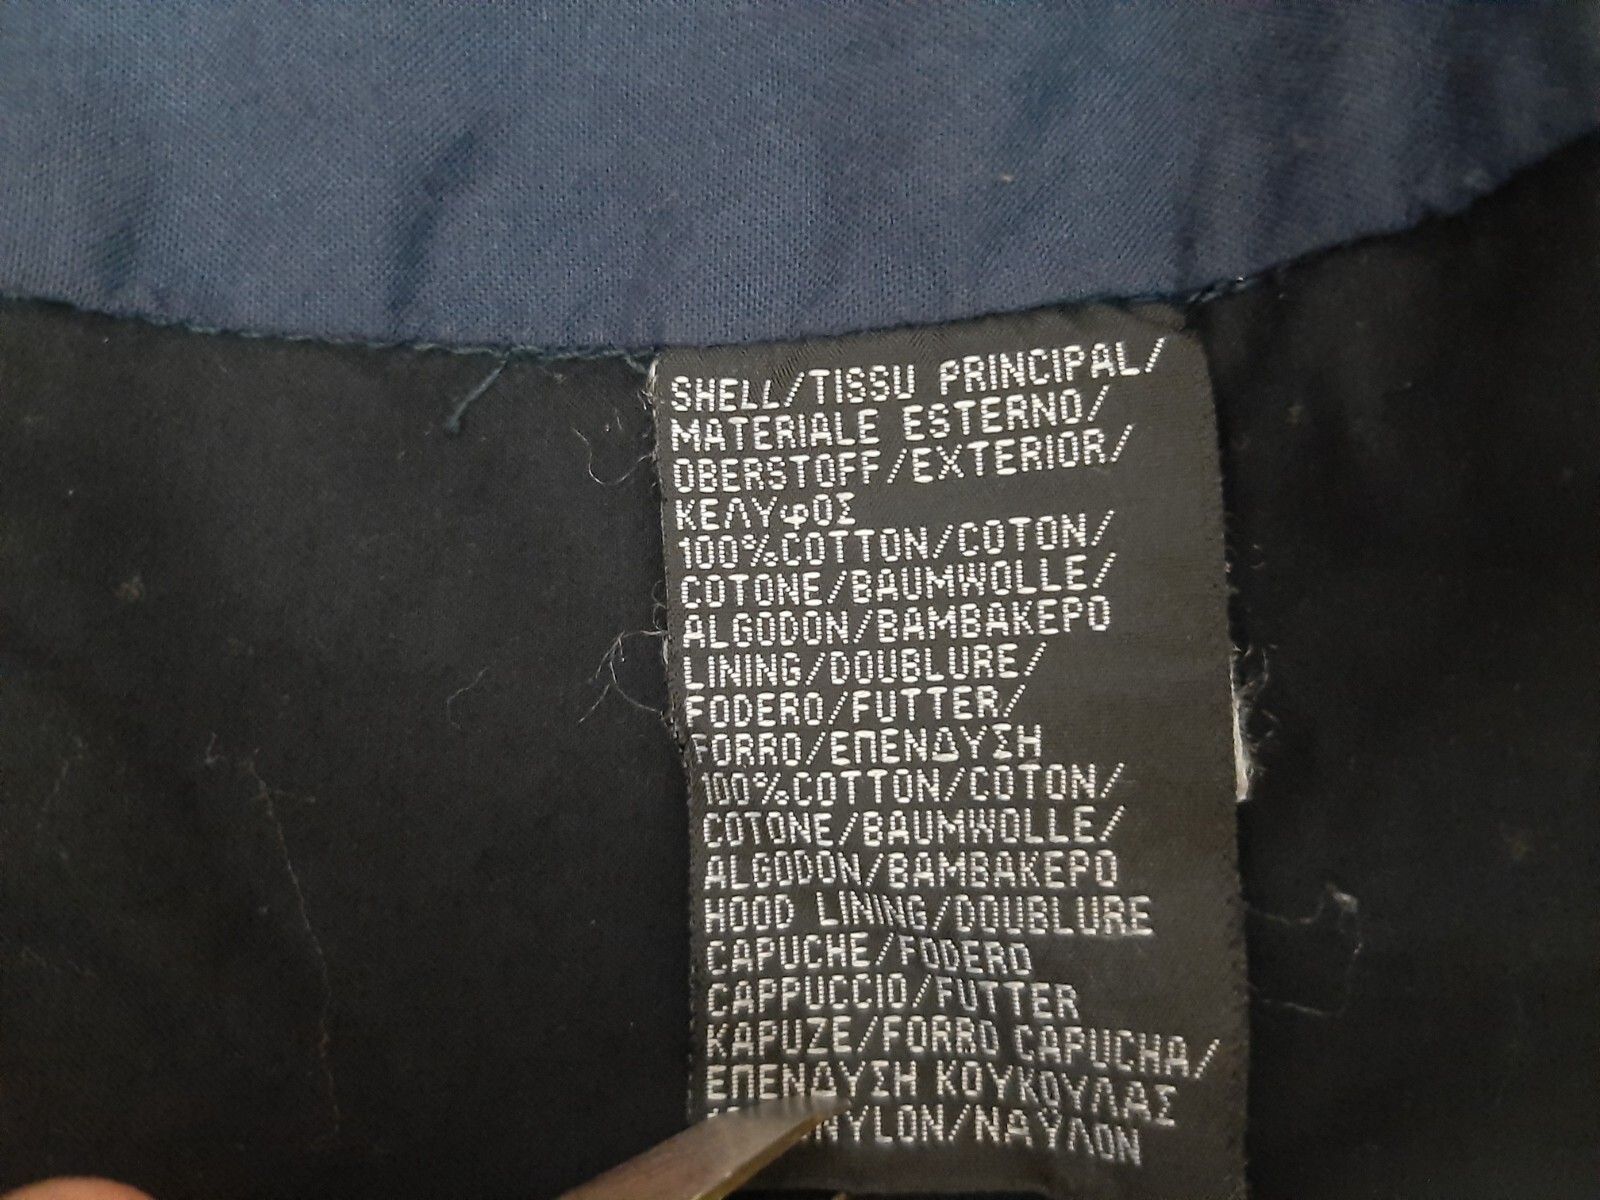 SHELL/TISSU PRINCIPAL/
MATERIALE ESTERNO/
OBERSTOFF/EXTERIOR/
ΚΕΛΥφΟΣ
100%COTTON/COTON/
COTONE/BAUMWOLLE/
ALGODON/BAMBAKEPO
LINING/DOUBLURE/
FODERO/FUTTER/
FORRO/ΕΠΕΝΔΥΣΗ
100%COTTON/COTON/
COTONE/BAUMWOLLE/
ALGODON/BAMBAKEPO
HOOD LINING/DOUBLURE
CAPUCHE/FODERO
CAPPUCCIO/FUTTER
KAPUZE/FORRO CAPUCHA/
ΕΠΕΝΔΥΣΗ ΚΟΥΚΟΥΛΑΣ
NYLON/ΝΑΥΛΟΝ